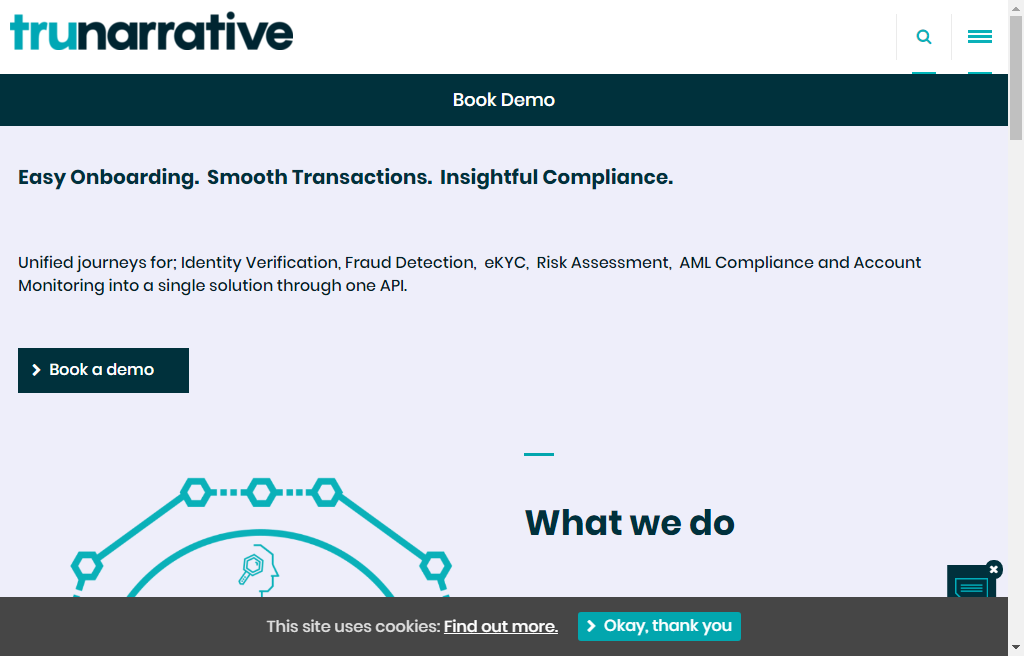 trunarrative
Book Demo
Easy Onboarding. Smooth Transactions. Insightful Compliance.
Unified journeys for; Identity Verification, Fraud Detection, eKYC, Risk Assessment, AML Compliance and Account
Monitoring into a single solution through one API.
Book a demo
What we do
This site uses cookies: Find out more.
Okay, thank you